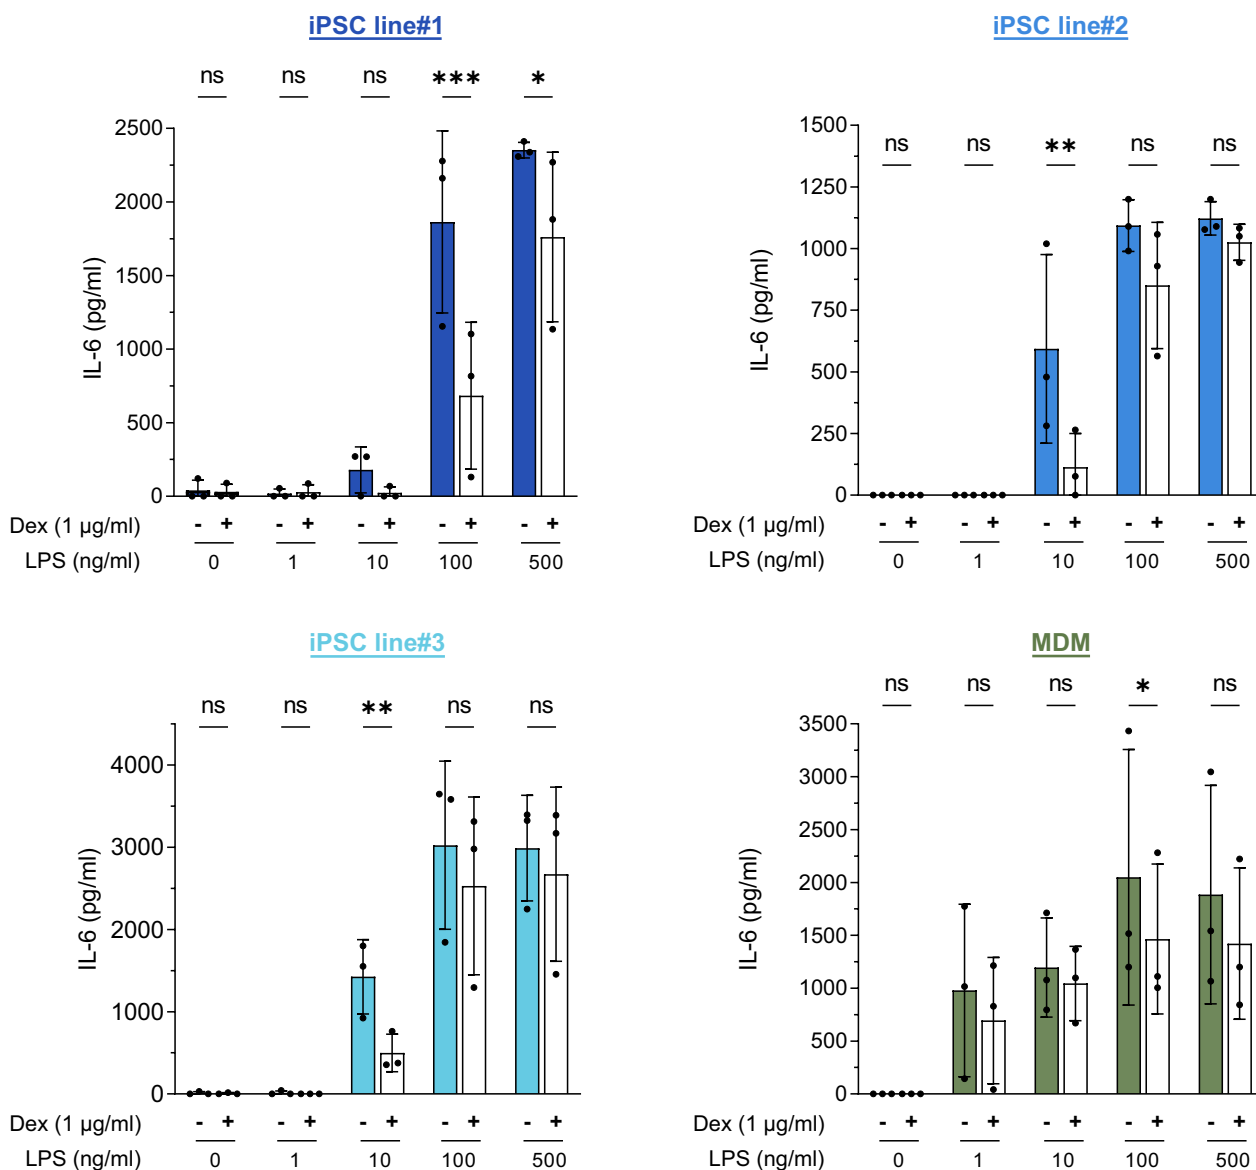 iPSC line#1
ns ns ns *** *
2500
2000
1500
1000
500
0
IL-6 (pg/ml)
Dex (1 µg/ml) - + - + - + - + - +
LPS (ng/ml) 0 1 10 100 500
iPSC line#2
ns ns ** ns ns
1500
1250
1000
750
500
250
0
IL-6 (pg/ml)
Dex (1 µg/ml) - + - + - + - + - +
LPS (ng/ml) 0 1 10 100 500
iPSC line#3
ns ns ** ns ns
4000
3000
2000
1000
0
IL-6 (pg/ml)
Dex (1 µg/ml) - + - + - + - + - +
LPS (ng/ml) 0 1 10 100 500
MDM
ns ns ns * ns
3500
3000
2500
2000
1500
1000
500
0
IL-6 (pg/ml)
Dex (1 µg/ml) - + - + - + - + - +
LPS (ng/ml) 0 1 10 100 500